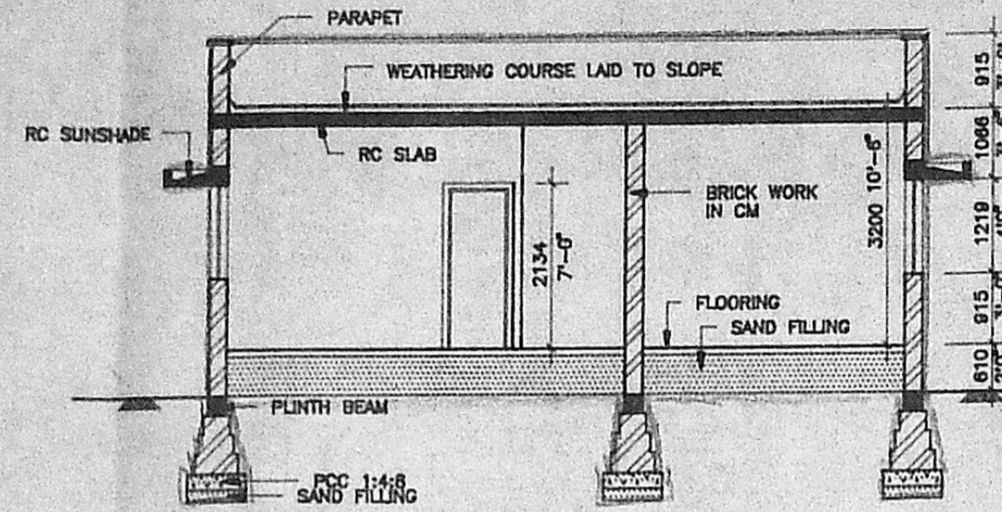 PARAPET
WEATHERING COURSE LAID TO SLOPE
RC SUNSHADE
RC SLAB
BRICK WORK
IN CM
2134
7'-0"
3200 10'-6"
FLOORING
SAND FILLING
PLINTH BEAM
PCC 1:4:8
SAND FILLING
915
1066
1219
915
610